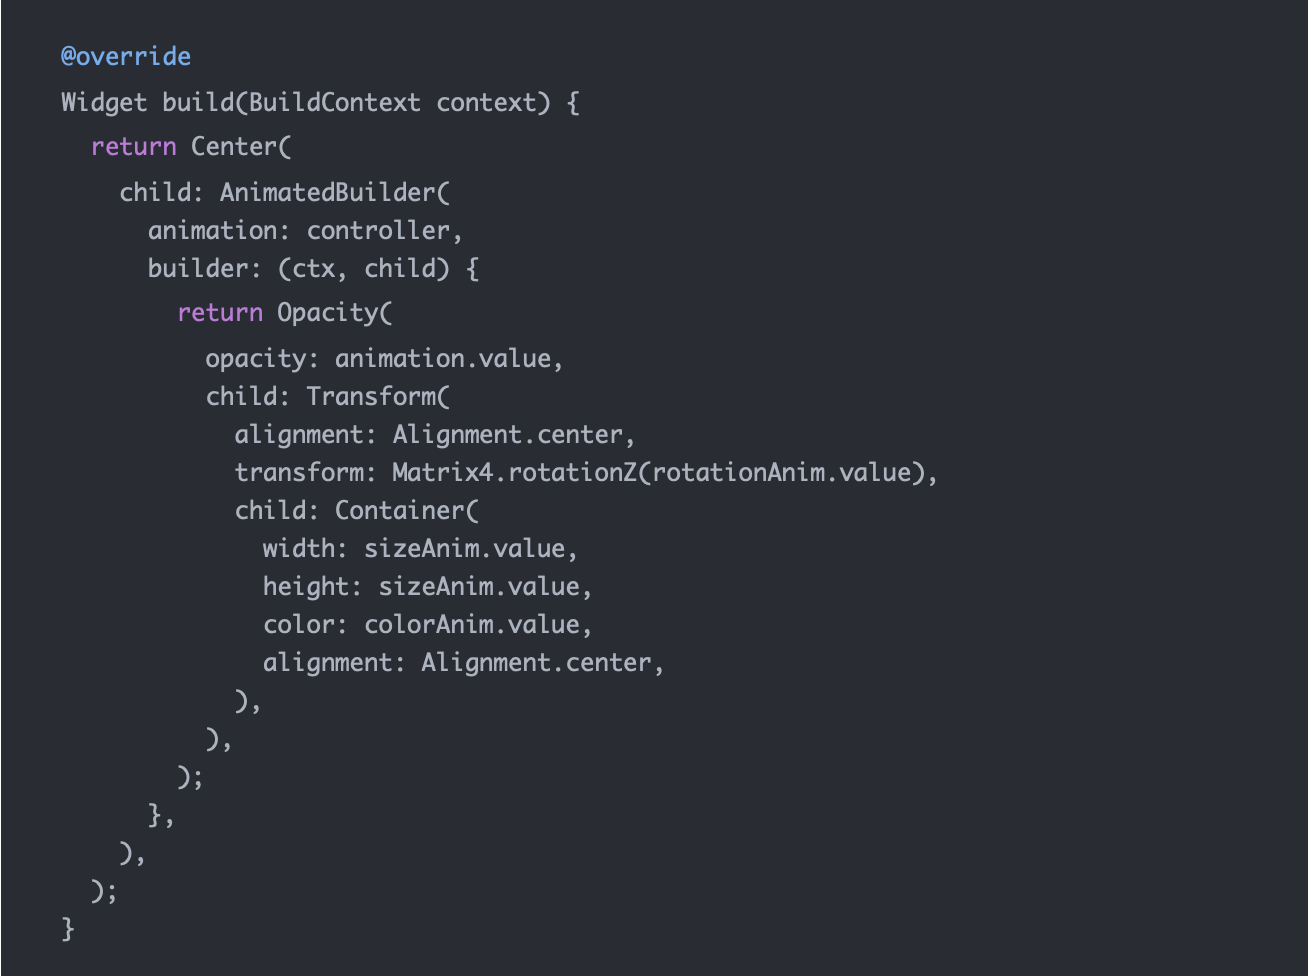 @override
Widget build(BuildContext context) {
  return Center(
    child: AnimatedBuilder(
      animation: controller,
      builder: (ctx, child) {
        return Opacity(
          opacity: animation.value,
          child: Transform(
            alignment: Alignment.center,
            transform: Matrix4.rotationZ(rotationAnim.value),
            child: Container(
              width: sizeAnim.value,
              height: sizeAnim.value,
              color: colorAnim.value,
              alignment: Alignment.center,
            ),
          ),
        );
      },
    ),
  );
}